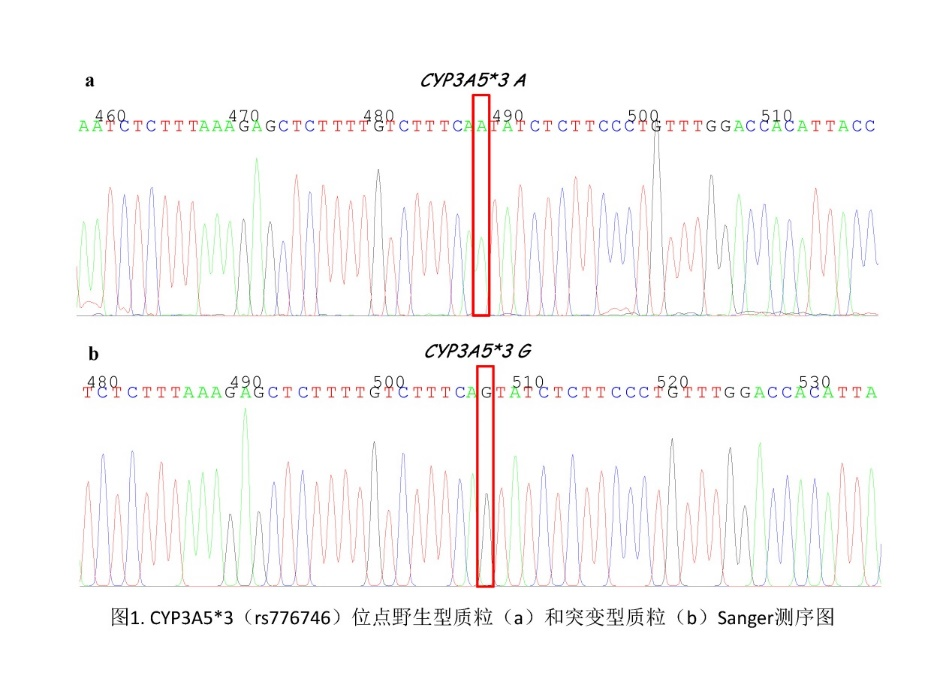 a
CYP3A5*3 A
460 470 480 490 500 510
AATCTCTTTAAAGAGCTCTTTTGTCTTTCAATATCTCTTCCCTGTTTGGACCACATTACC
b
CYP3A5*3 G
480 490 500 510 520 530
TCTCTTTAAAGAGCTCTTTTGTCTTTCAGTATCTCTTCCCTGTTTGGACCACATTA
图1. CYP3A5*3（rs776746）位点野生型质粒（a）和突变型质粒（b）Sanger测序图